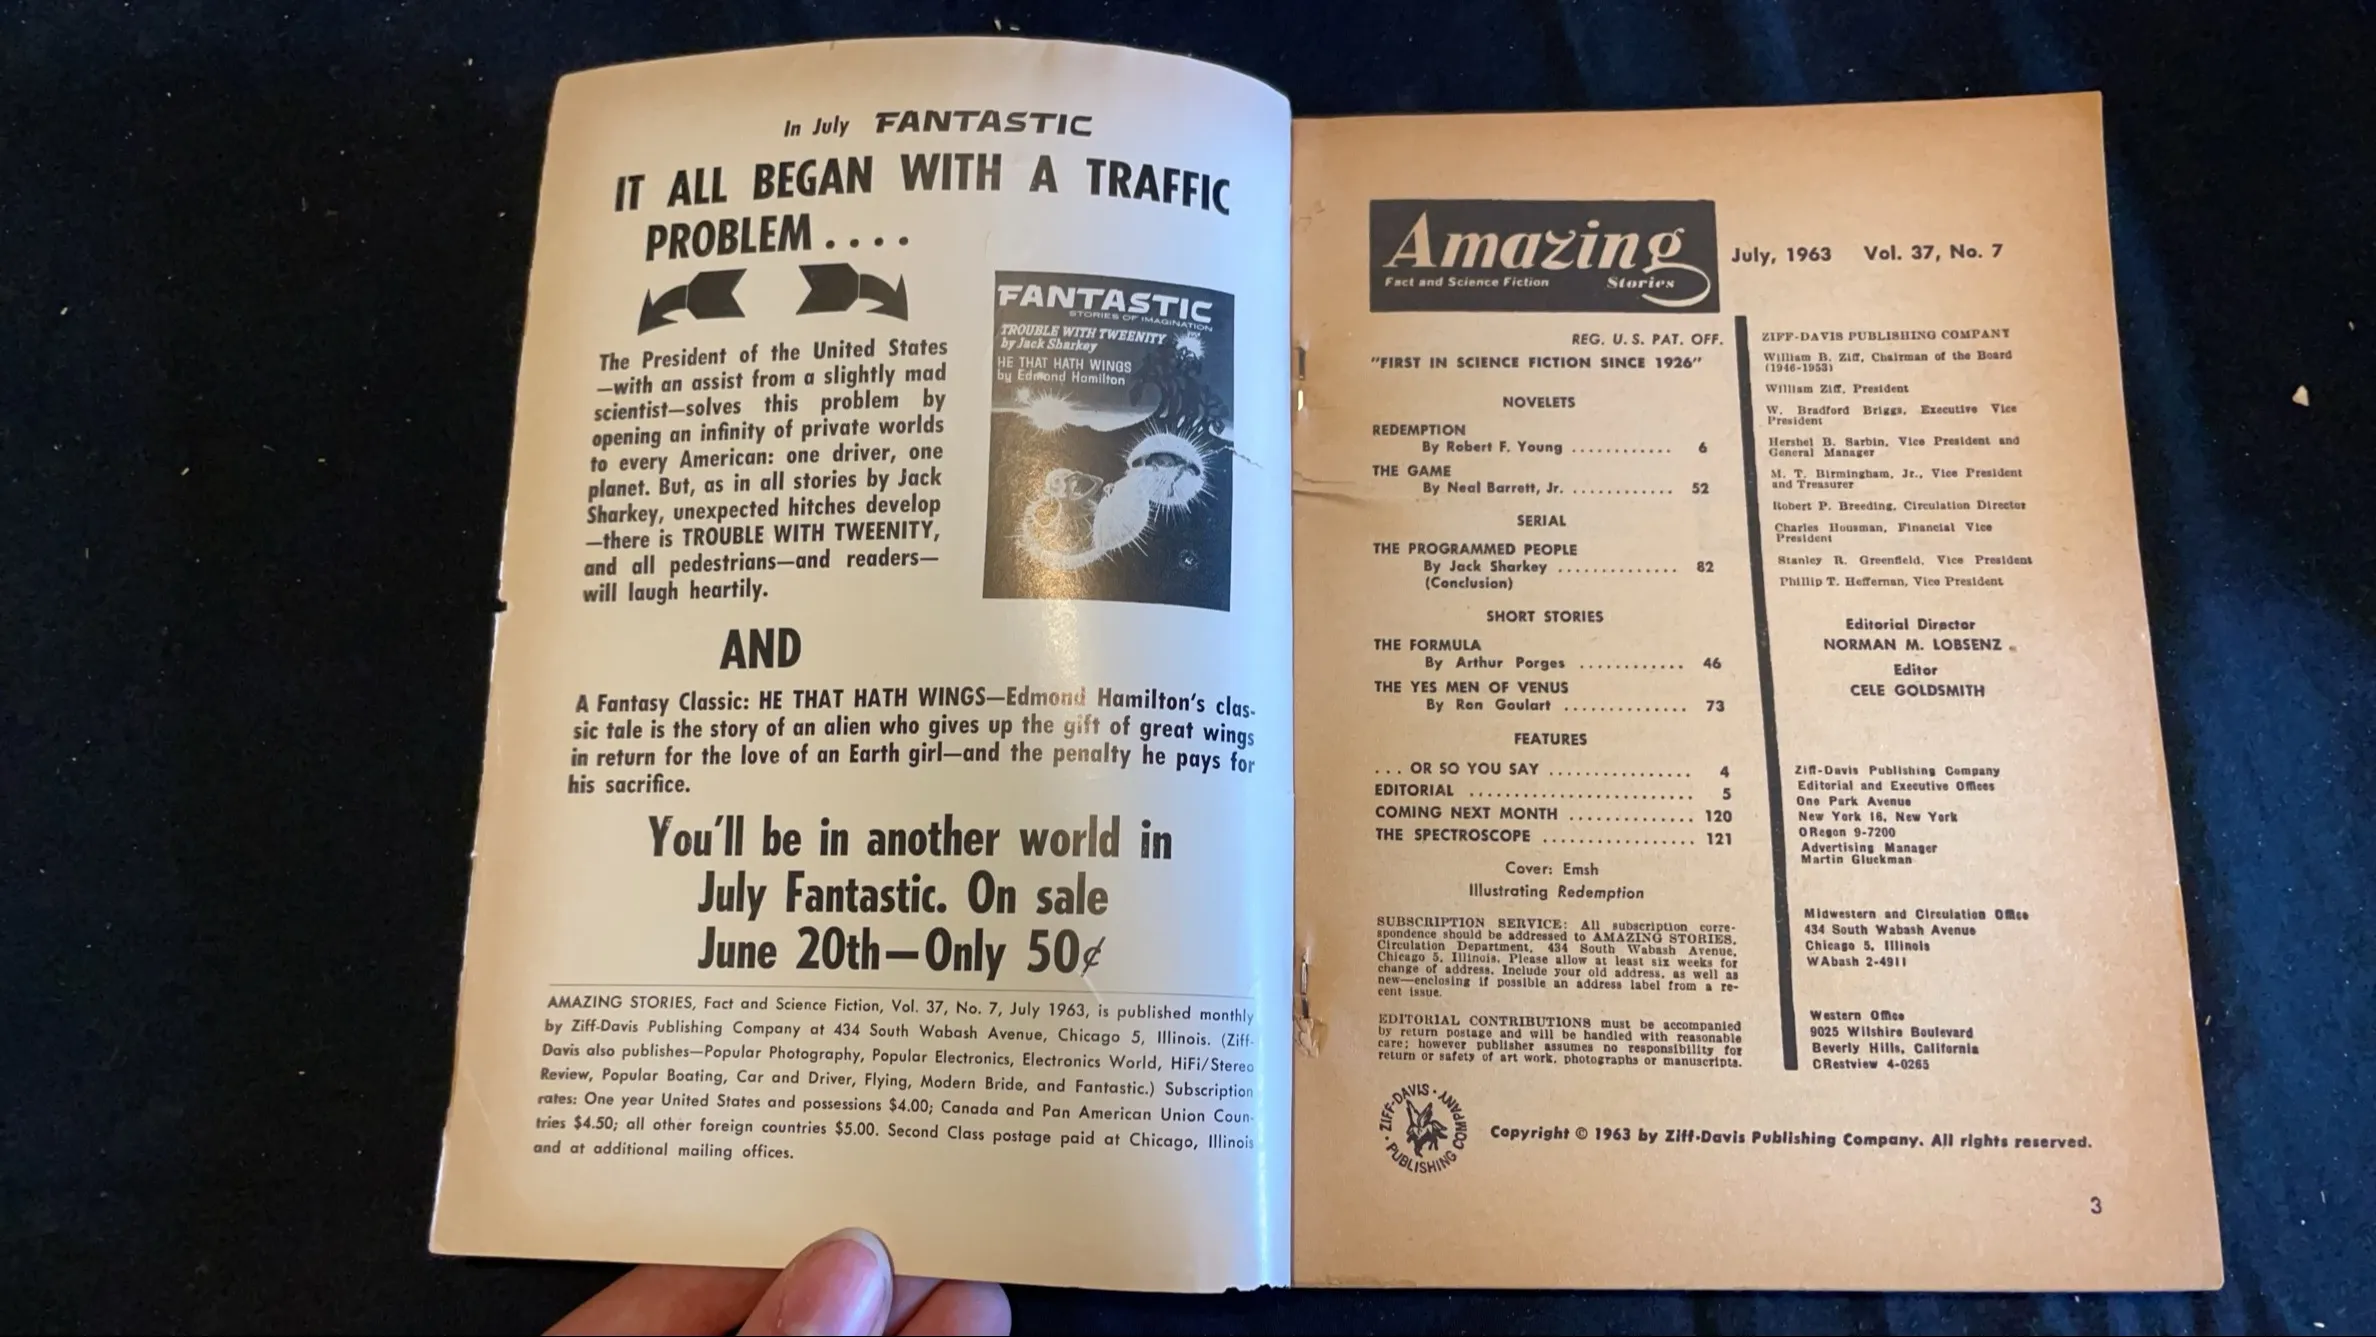 In July FANTASTIC
IT ALL BEGAN WITH A TRAFFIC
PROBLEM . . . .
FANTASTIC
STORIES OF IMAGINATION
TROUBLE WITH TWEENITY
by Jack Sharkey
HE THAT HATH WINGS
by Edmond Hamilton
The President of the United States
—with an assist from a slightly mad
scientist—solves this problem by
opening an infinity of private worlds
to every American: one driver, one
planet. But, as in all stories by Jack
Sharkey, unexpected hitches develop
—there is TROUBLE WITH TWEENITY,
and all pedestrians—and readers—
will laugh heartily.
AND
A Fantasy Classic: HE THAT HATH WINGS—Edmond Hamilton's clas-
sic tale is the story of an alien who gives up the gift of great wings
in return for the love of an Earth girl—and the penalty he pays for
his sacrifice.
You'll be in another world in
July Fantastic. On sale
June 20th—Only 50¢
AMAZING STORIES, Fact and Science Fiction, Vol. 37, No. 7, July 1963, is published monthly
by Ziff-Davis Publishing Company at 434 South Wabash Avenue, Chicago 5, Illinois. (Ziff-
Davis also publishes—Popular Photography, Popular Electronics, Electronics World, HiFi/Stereo
Review, Popular Boating, Car and Driver, Flying, Modern Bride, and Fantastic.) Subscription
rates: One year United States and possessions $4.00; Canada and Pan American Union Coun-
tries $4.50; all other foreign countries $5.00. Second Class postage paid at Chicago, Illinois
and at additional mailing offices.
Amazing
Fact and Science Fiction Stories
July, 1963 Vol. 37, No. 7
REG. U. S. PAT. OFF.
"FIRST IN SCIENCE FICTION SINCE 1926"
NOVELETS
REDEMPTION
By Robert F. Young ............ 6
THE GAME
By Neal Barrett, Jr. ............ 52
SERIAL
THE PROGRAMMED PEOPLE
By Jack Sharkey .............. 82
(Conclusion)
SHORT STORIES
THE FORMULA
By Arthur Porges ............ 46
THE YES MEN OF VENUS
By Ron Goulart .............. 73
FEATURES
. . . OR SO YOU SAY ................ 4
EDITORIAL ......................... 5
COMING NEXT MONTH .............. 120
THE SPECTROSCOPE ................. 121
Cover: Emsh
Illustrating Redemption
SUBSCRIPTION SERVICE: All subscription corre-
spondence should be addressed to AMAZING STORIES,
Circulation Department, 434 South Wabash Avenue,
Chicago 5, Illinois. Please allow at least six weeks for
change of address. Include your old address, as well as
new—enclosing if possible an address label from a re-
cent issue.
EDITORIAL CONTRIBUTIONS must be accompanied
by return postage and will be handled with reasonable
care; however publisher assumes no responsibility for
return or safety of art work, photographs or manuscripts.
ZIFF-DAVIS PUBLISHING COMPANY
William B. Ziff, Chairman of the Board
(1946-1953)
William Ziff, President
W. Bradford Briggs, Executive Vice
President
Hershel B. Sarbin, Vice President and
General Manager
M. T. Birmingham, Jr., Vice President
and Treasurer
Robert P. Breeding, Circulation Director
Charles Housman, Financial Vice
President
Stanley R. Greenfield, Vice President
Phillip T. Heffernan, Vice President
Editorial Director
NORMAN M. LOBSENZ
Editor
CELE GOLDSMITH
Ziff-Davis Publishing Company
Editorial and Executive Offices
One Park Avenue
New York 16, New York
ORegon 9-7200
Advertising Manager
Martin Gluckman
Midwestern and Circulation Office
434 South Wabash Avenue
Chicago 5, Illinois
WAbash 2-4911
Western Office
9025 Wilshire Boulevard
Beverly Hills, California
CRestview 4-0265
ZIFF-DAVIS · PUBLISHING COMPANY ·
Copyright © 1963 by Ziff-Davis Publishing Company. All rights reserved.
3